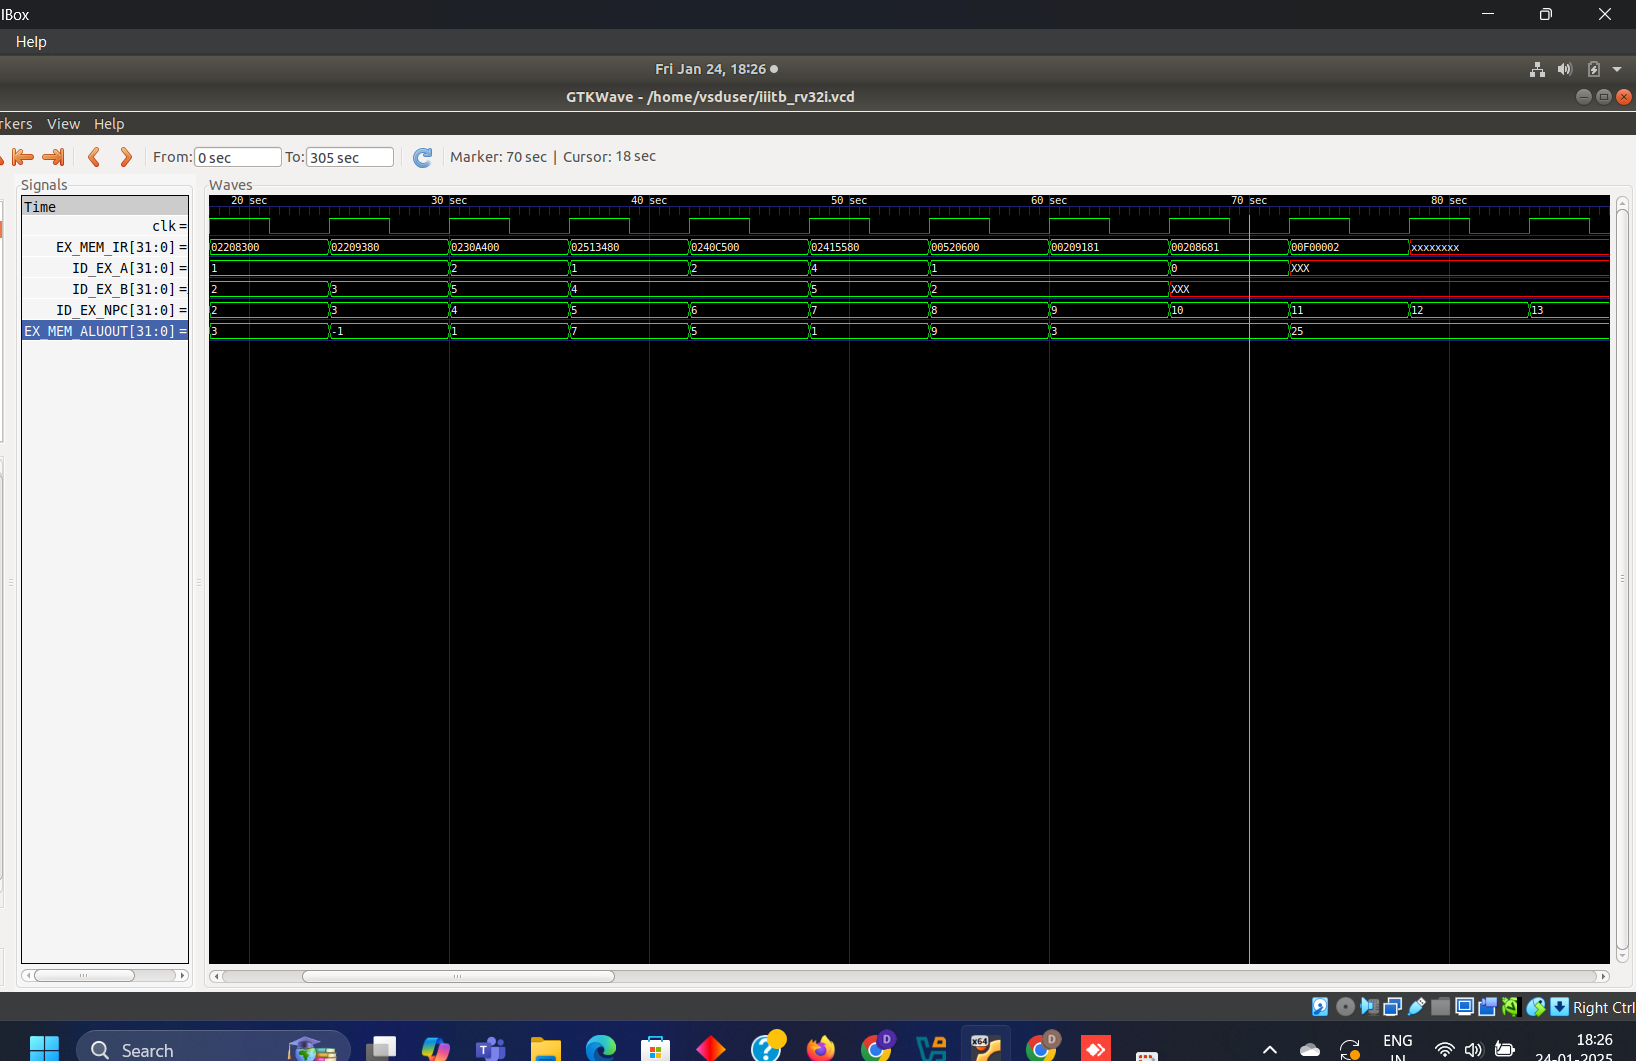 lBox
Help
Fri Jan 24, 18:26
GTKWave - /home/vsduser/iiitb_rv32i.vcd
rkers View Help
From: 0 sec To: 305 sec Marker: 70 sec | Cursor: 18 sec
Signals Waves
Time 20 sec 30 sec 40 sec 50 sec 60 sec 70 sec 80 sec
clk =
EX_MEM_IR[31:0] = 02208300 02209380 0230A400 02513480 0240C500 02415580 00520600 00209181 00208681 00F00002 xxxxxxxx
ID_EX_A[31:0] = 1 2 1 2 4 1 0 XXX
ID_EX_B[31:0] = 2 3 5 4 5 2 XXX
ID_EX_NPC[31:0] = 2 3 4 5 6 7 8 9 10 11 12 13
EX_MEM_ALUOUT[31:0] = 3 -1 1 7 5 1 9 3 25
Right Ctrl
Search
ENG
IN
18:26
24-01-2025